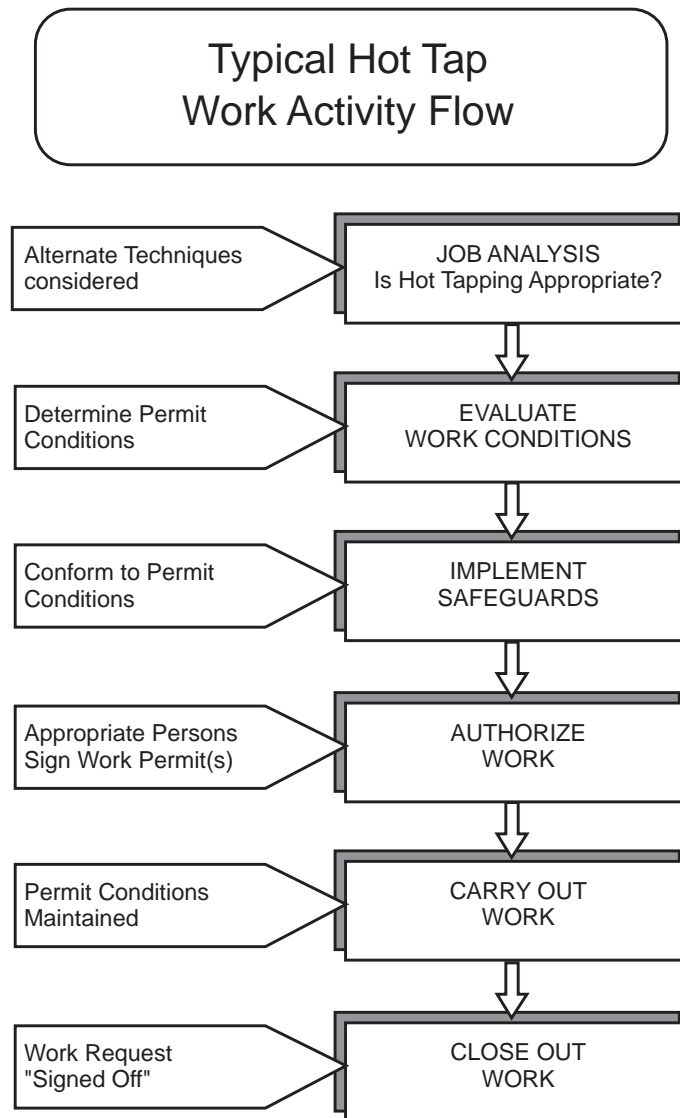 Typical Hot Tap
Work Activity Flow
Alternate Techniques
considered
JOB ANALYSIS
Is Hot Tapping Appropriate?
Determine Permit
Conditions
EVALUATE
WORK CONDITIONS
Conform to Permit
Conditions
IMPLEMENT
SAFEGUARDS
Appropriate Persons
Sign Work Permit(s)
AUTHORIZE
WORK
Permit Conditions
Maintained
CARRY OUT
WORK
Work Request
"Signed Off"
CLOSE OUT
WORK